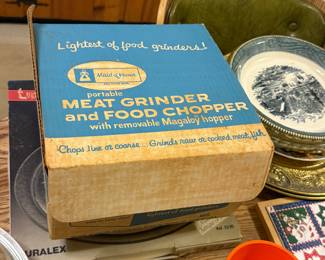 Lightest of food grinders!
Maid of Honor
portable
MEAT GRINDER
and FOOD CHOPPER
with removable Magaloy hopper
Chops fine or coarse... Grinds raw or cooked meat, fish
URALEX